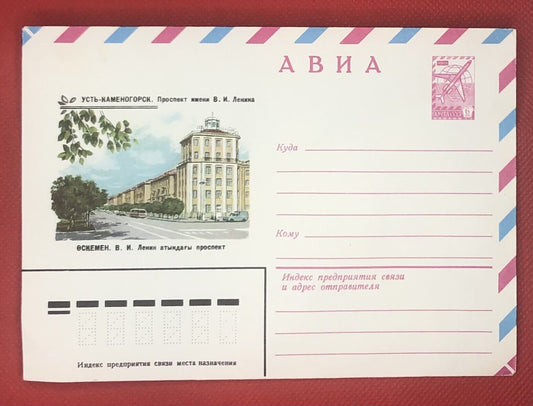 УСТЬ-КАМЕНОГОРСК. Проспект имени В. И. Ленина
ӨСКЕМЕН. В. И. Ленин атындағы проспект
АВИА
Куда
Кому
Индекс предприятия связи
и адрес отправителя
Индекс предприятия связи места назначения